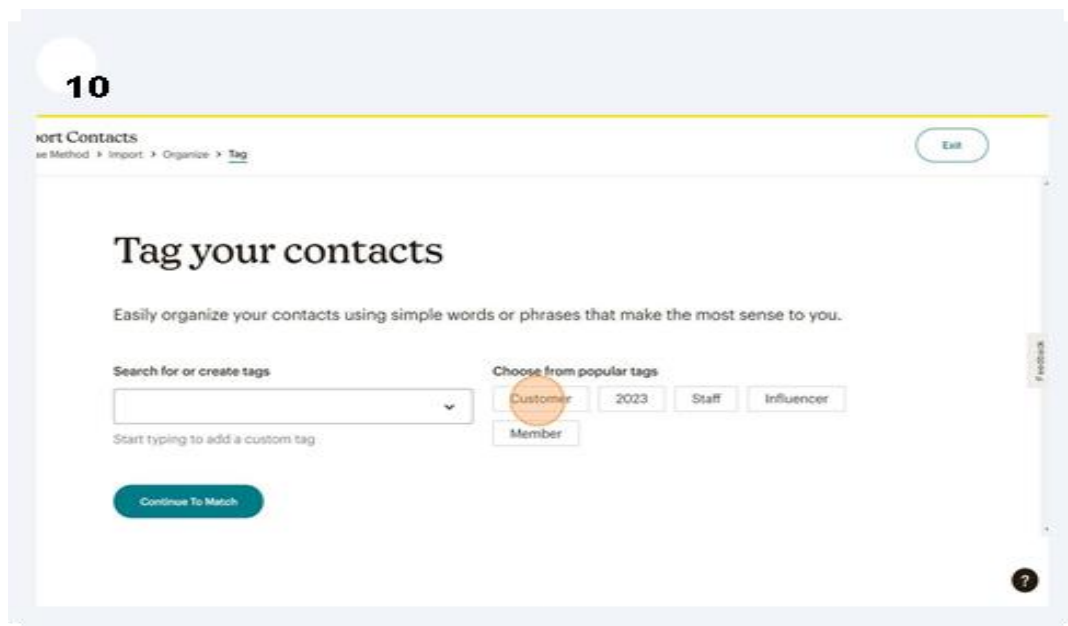 10
ort Contacts
se Method > Import > Organize > Tag
Exit
Tag your contacts
Easily organize your contacts using simple words or phrases that make the most sense to you.
Search for or create tags
Choose from popular tags
Customer 2023 Staff Influencer
Member
Start typing to add a custom tag
Continue To Match
Feedback
?